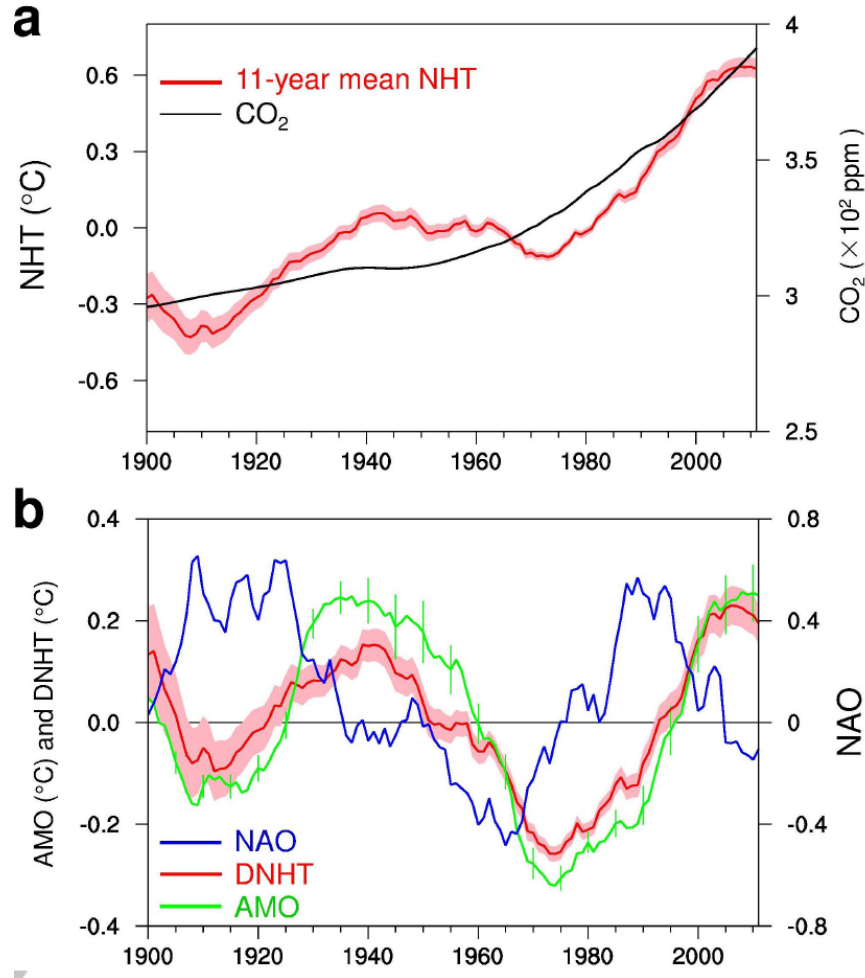 a
4
0.6
11-year mean NHT
CO₂
NHT (°C)
0.3
3.5
0.0
CO₂ (×10² ppm)
-0.3
3
-0.6
2.5
1900 1920 1940 1960 1980 2000
b
0.4 0.8
AMO (°C) and DNHT (°C)
0.2 0.4
0.0 0
NAO
-0.2 -0.4
NAO
DNHT
AMO
-0.4 -0.8
1900 1920 1940 1960 1980 2000